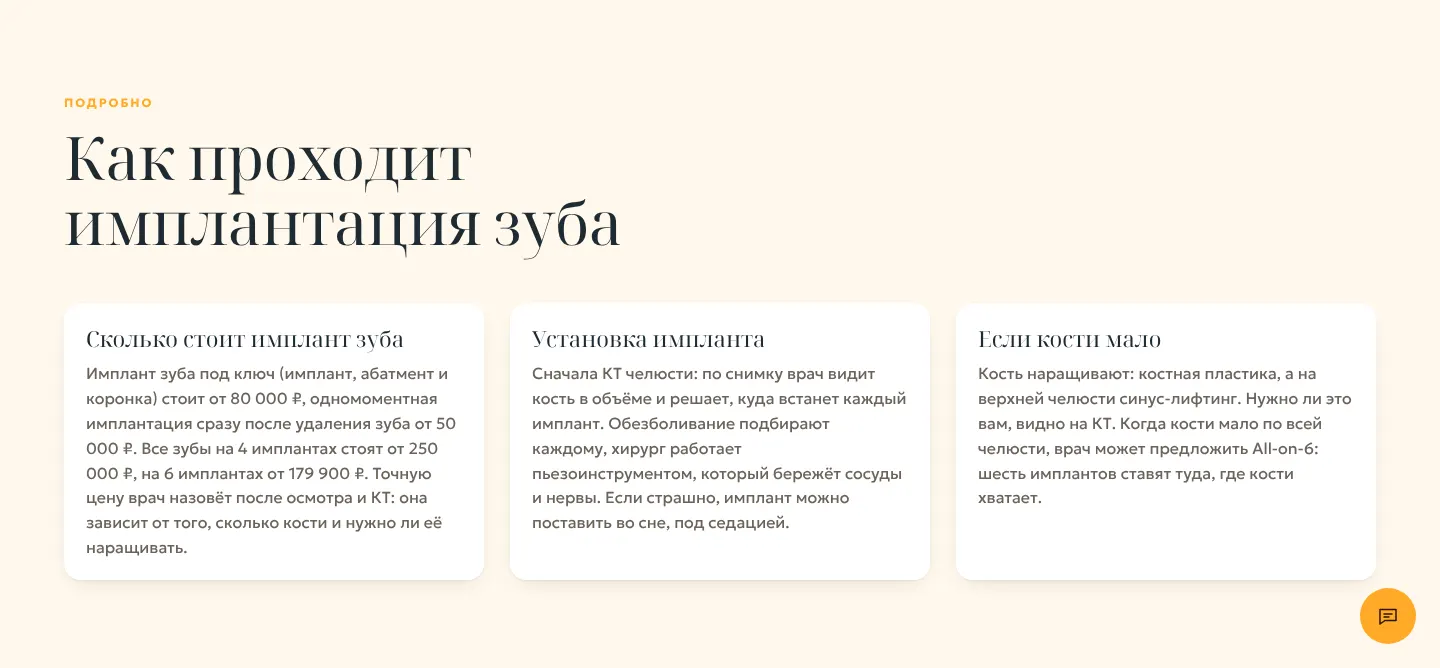 ПОДРОБНО
Как проходит
имплантация зуба
Сколько стоит имплант зуба
Имплант зуба под ключ (имплант, абатмент и
коронка) стоит от 80 000 ₽, одномоментная
имплантация сразу после удаления зуба от 50
000 ₽. Все зубы на 4 имплантах стоят от 250
000 ₽, на 6 имплантах от 179 900 ₽. Точную
цену врач назовёт после осмотра и КТ: она
зависит от того, сколько кости и нужно ли её
наращивать.
Установка импланта
Сначала КТ челюсти: по снимку врач видит
кость в объёме и решает, куда встанет каждый
имплант. Обезболивание подбирают
каждому, хирург работает
пьезоинструментом, который бережёт сосуды
и нервы. Если страшно, имплант можно
поставить во сне, под седацией.
Если кости мало
Кость наращивают: костная пластика, а на
верхней челюсти синус-лифтинг. Нужно ли это
вам, видно на КТ. Когда кости мало по всей
челюсти, врач может предложить All-on-6:
шесть имплантов ставят туда, где кости
хватает.